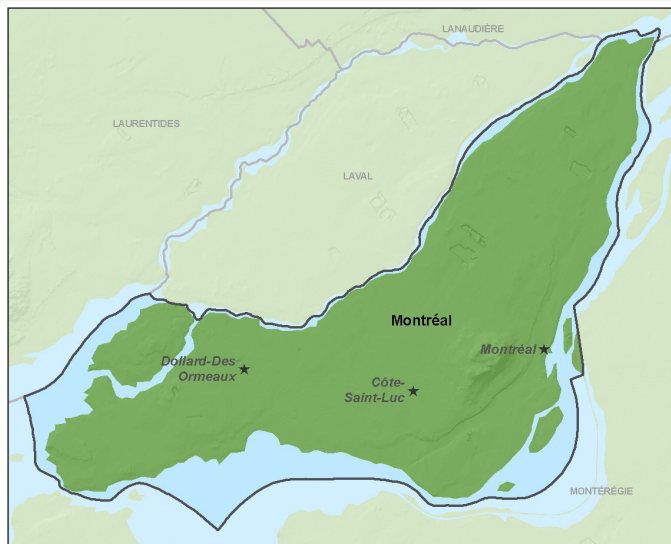 LANAUDIÈRE
LAURENTIDES
LAVAL
Montréal
Montréal
Dollard-Des
Ormeaux
Côte-
Saint-Luc
MONTÉRÉGIE